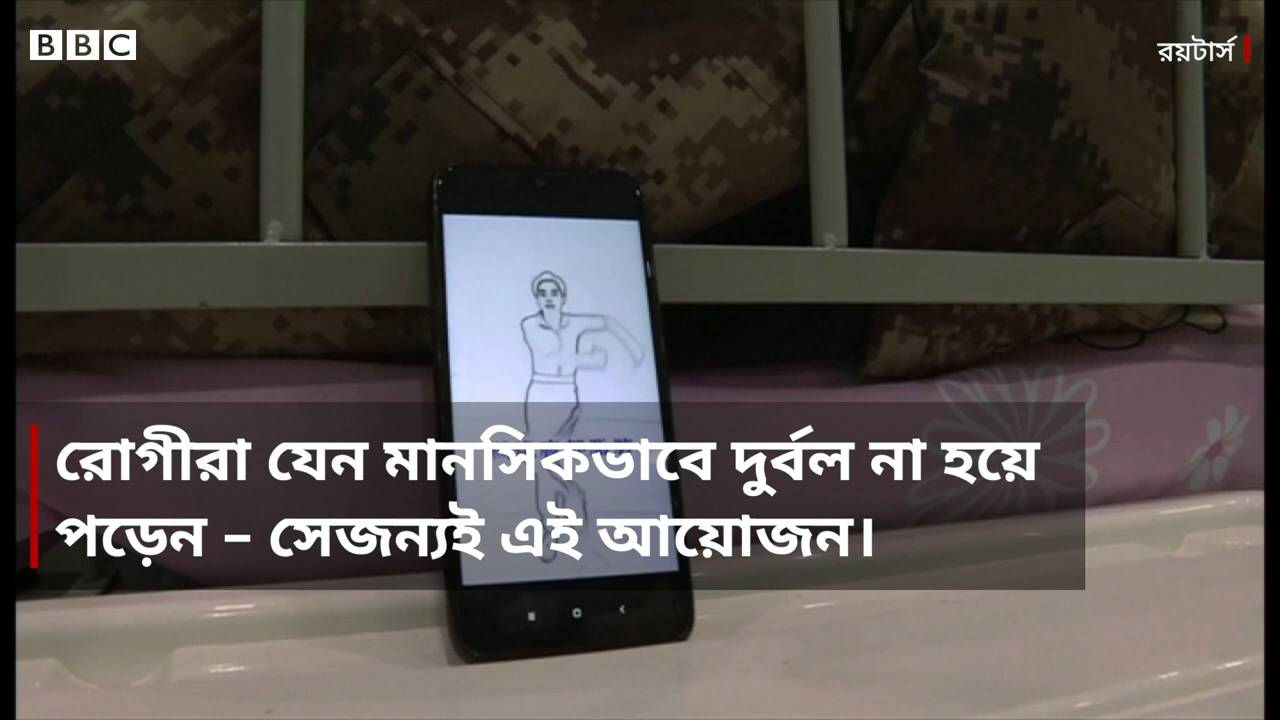 BBC
রয়টার্স
রোগীরা যেন মানসিকভাবে দুর্বল না হয়ে
পড়েন – সেজন্যই এই আয়োজন।